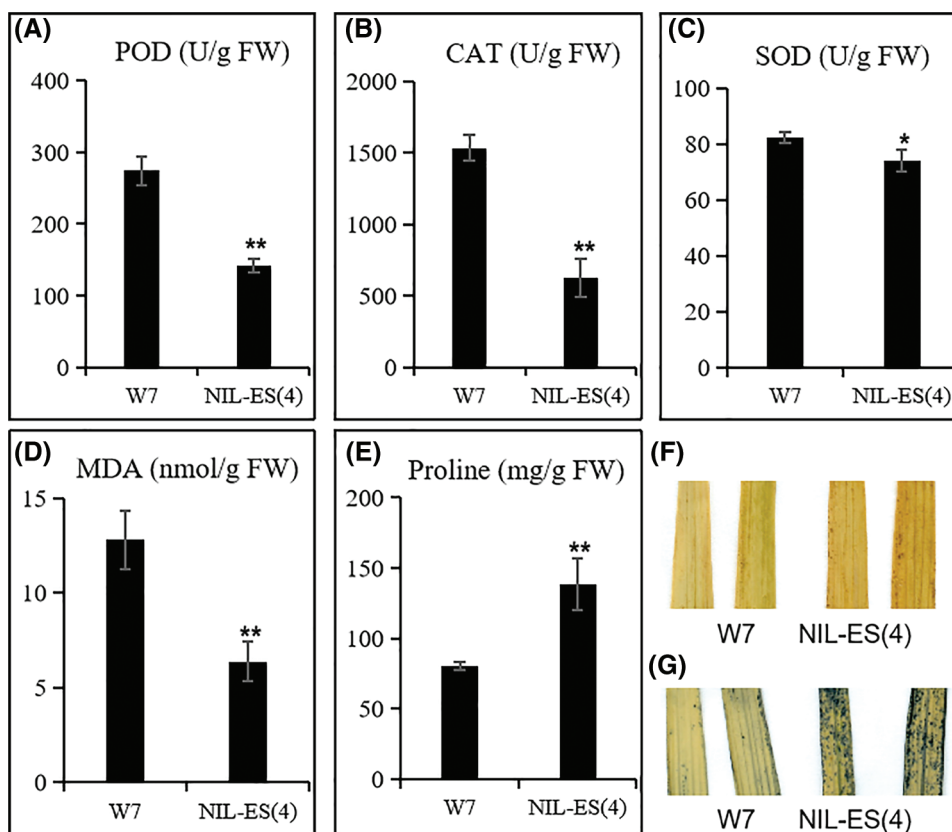 (A)
POD (U/g FW)
400
300
200
100
0
**
W7 NIL-ES(4)
(B)
CAT (U/g FW)
2000
1500
1000
500
0
**
W7 NIL-ES(4)
(C)
SOD (U/g FW)
100
80
60
40
20
0
*
W7 NIL-ES(4)
(D)
MDA (nmol/g FW)
15
10
5
0
**
W7 NIL-ES(4)
(E)
Proline (mg/g FW)
200
150
100
50
0
**
W7 NIL-ES(4)
(F)
W7 NIL-ES(4)
(G)
W7 NIL-ES(4)